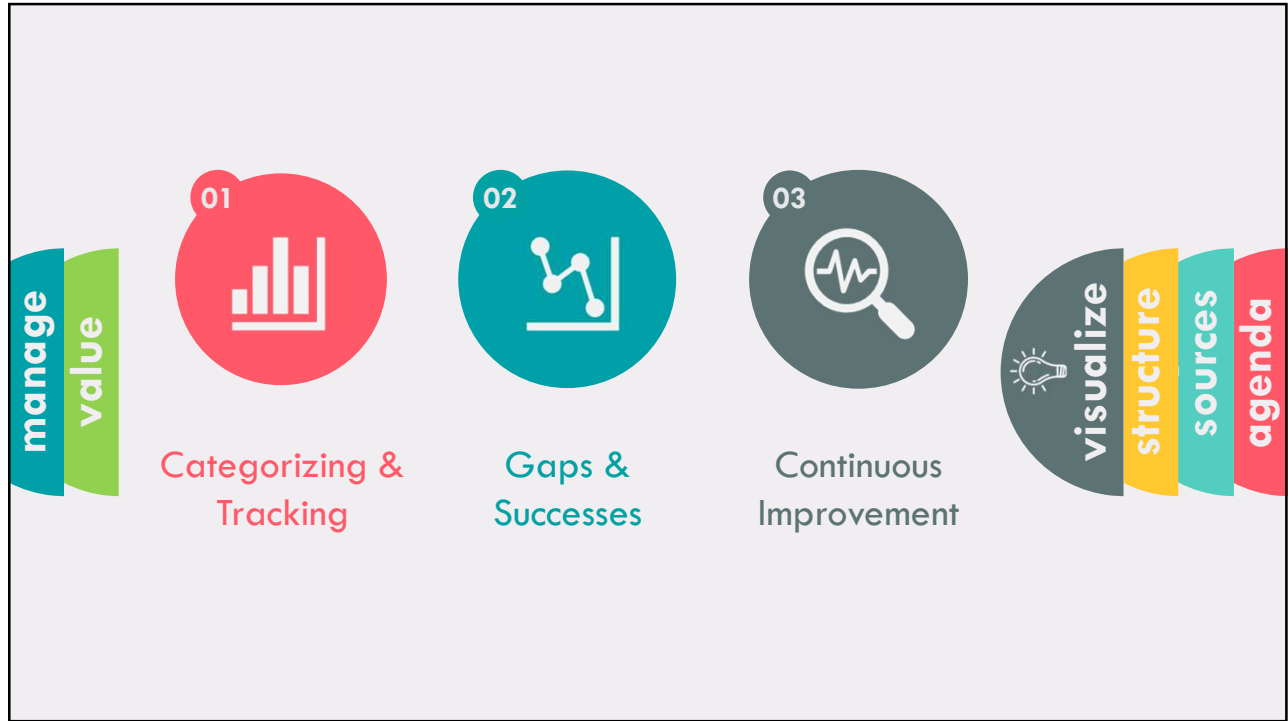 manage
value
01
Categorizing &
Tracking
02
Gaps &
Successes
03
Continuous
Improvement
visualize
structure
sources
agenda